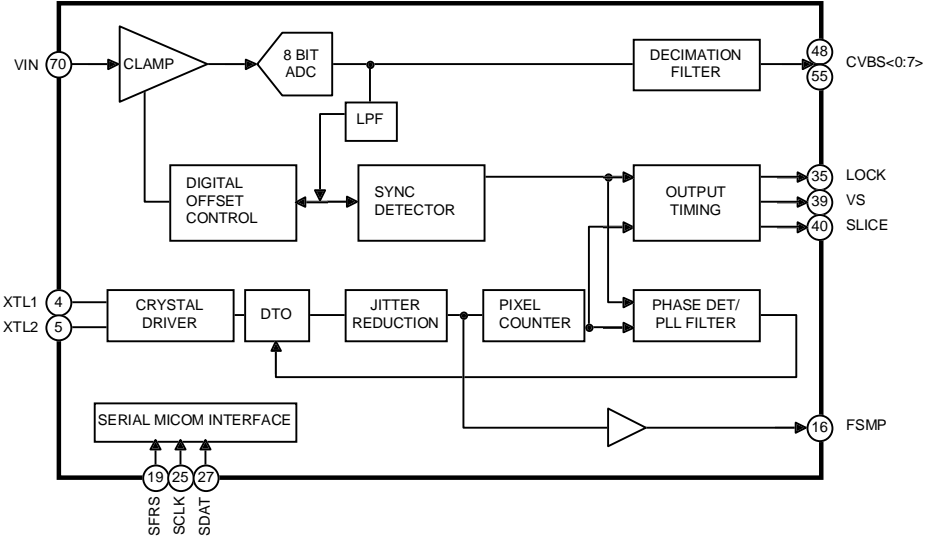 VIN 70 CLAMP 8 BIT
ADC
DECIMATION
FILTER
48
55
CVBS<0:7>
LPF
DIGITAL
OFFSET
CONTROL
SYNC
DETECTOR
OUTPUT
TIMING
35 LOCK
39 VS
40 SLICE
XTL1 4
XTL2 5
CRYSTAL
DRIVER
DTO
JITTER
REDUCTION
PIXEL
COUNTER
PHASE DET/
PLL FILTER
SERIAL MICOM INTERFACE
16 FSMP
19 25 27
SFRS
SCLK
SDAT